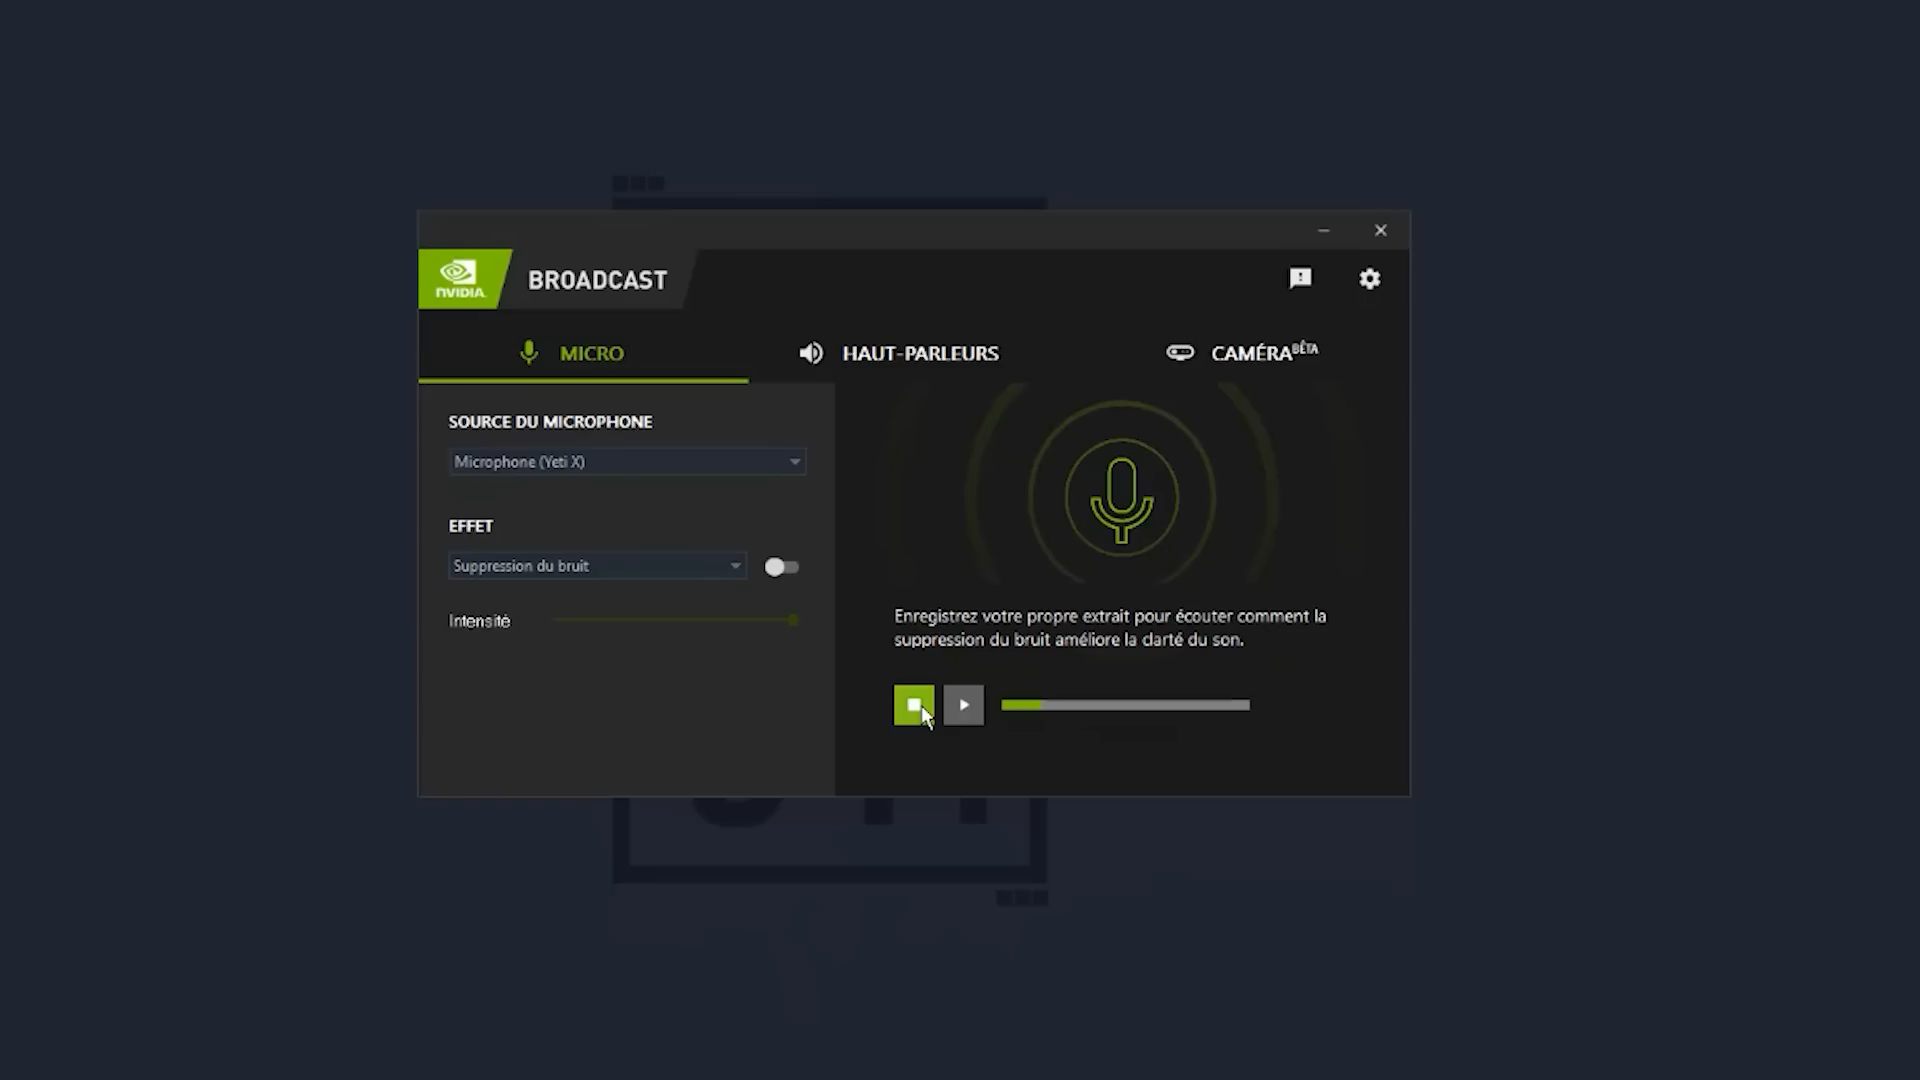 NVIDIA
BROADCAST
MICRO
HAUT-PARLEURS
CAMÉRA BÊTA
SOURCE DU MICROPHONE
Microphone (Yeti X)
EFFET
Suppression du bruit
Intensité
Enregistrez votre propre extrait pour écouter comment la
suppression du bruit améliore la clarté du son.